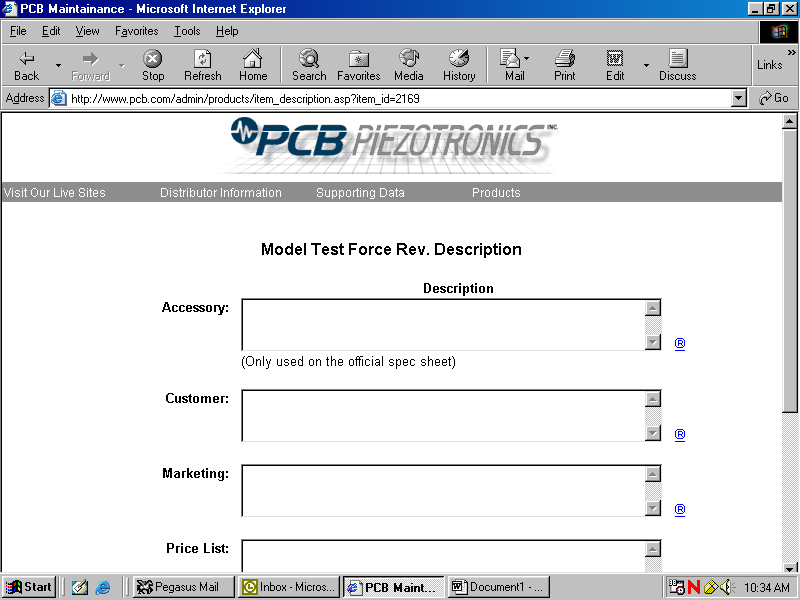 PCB Maintainance - Microsoft Internet Explorer
File Edit View Favorites Tools Help
Back Forward Stop Refresh Home Search Favorites Media History Mail Print Edit Discuss Links »
Address http://www.pcb.com/admin/products/item_description.asp?item_id=2169 Go
PCB PIEZOTRONICS INC.
Visit Our Live Sites Distributor Information Supporting Data Products
Model Test Force Rev. Description
Description
Accessory:
®
(Only used on the official spec sheet)
Customer:
®
Marketing:
®
Price List:
Start Pegasus Mail Inbox - Micros... PCB Maint... Document1 - ... 10:34 AM